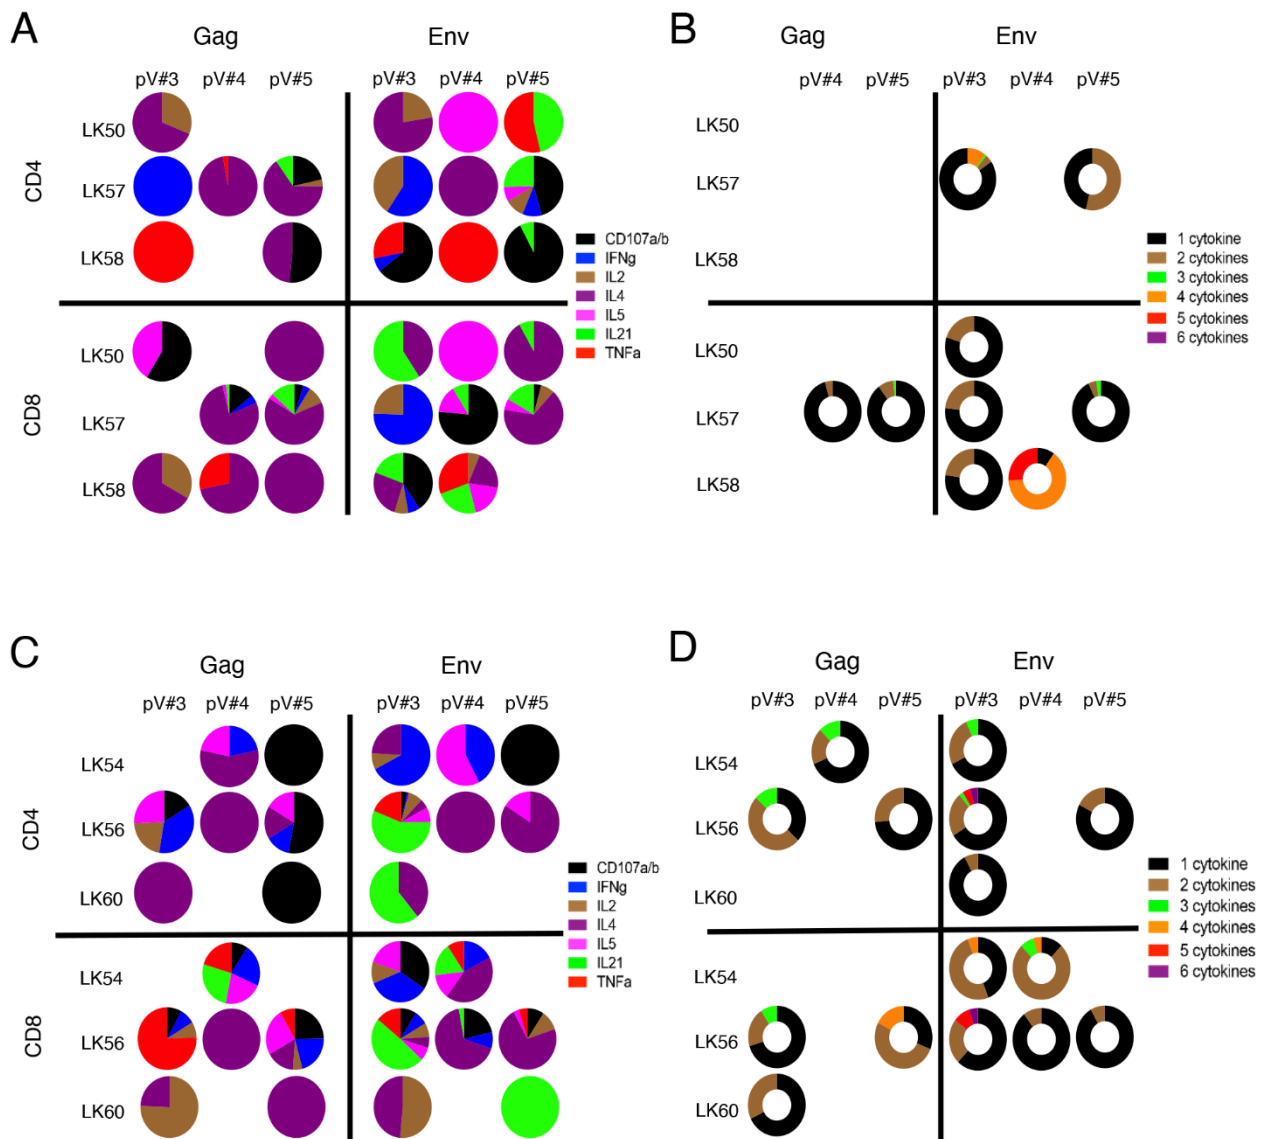 A
Gag
Env
pV#3 pV#4 pV#5
pV#3 pV#4 pV#5
CD4
LK50
LK57
LK58
CD8
LK50
LK57
LK58
CD107a/b
IFNg
IL2
IL4
IL5
IL21
TNFa
B
Gag
Env
pV#4 pV#5
pV#3 pV#4 pV#5
LK50
LK57
LK58
LK50
LK57
LK58
1 cytokine
2 cytokines
3 cytokines
4 cytokines
5 cytokines
6 cytokines
C
Gag
Env
pV#3 pV#4 pV#5
pV#3 pV#4 pV#5
CD4
LK54
LK56
LK60
CD8
LK54
LK56
LK60
CD107a/b
IFNg
IL2
IL4
IL5
IL21
TNFa
D
Gag
Env
pV#3 pV#4 pV#5
pV#3 pV#4 pV#5
LK54
LK56
LK60
LK54
LK56
LK60
1 cytokine
2 cytokines
3 cytokines
4 cytokines
5 cytokines
6 cytokines